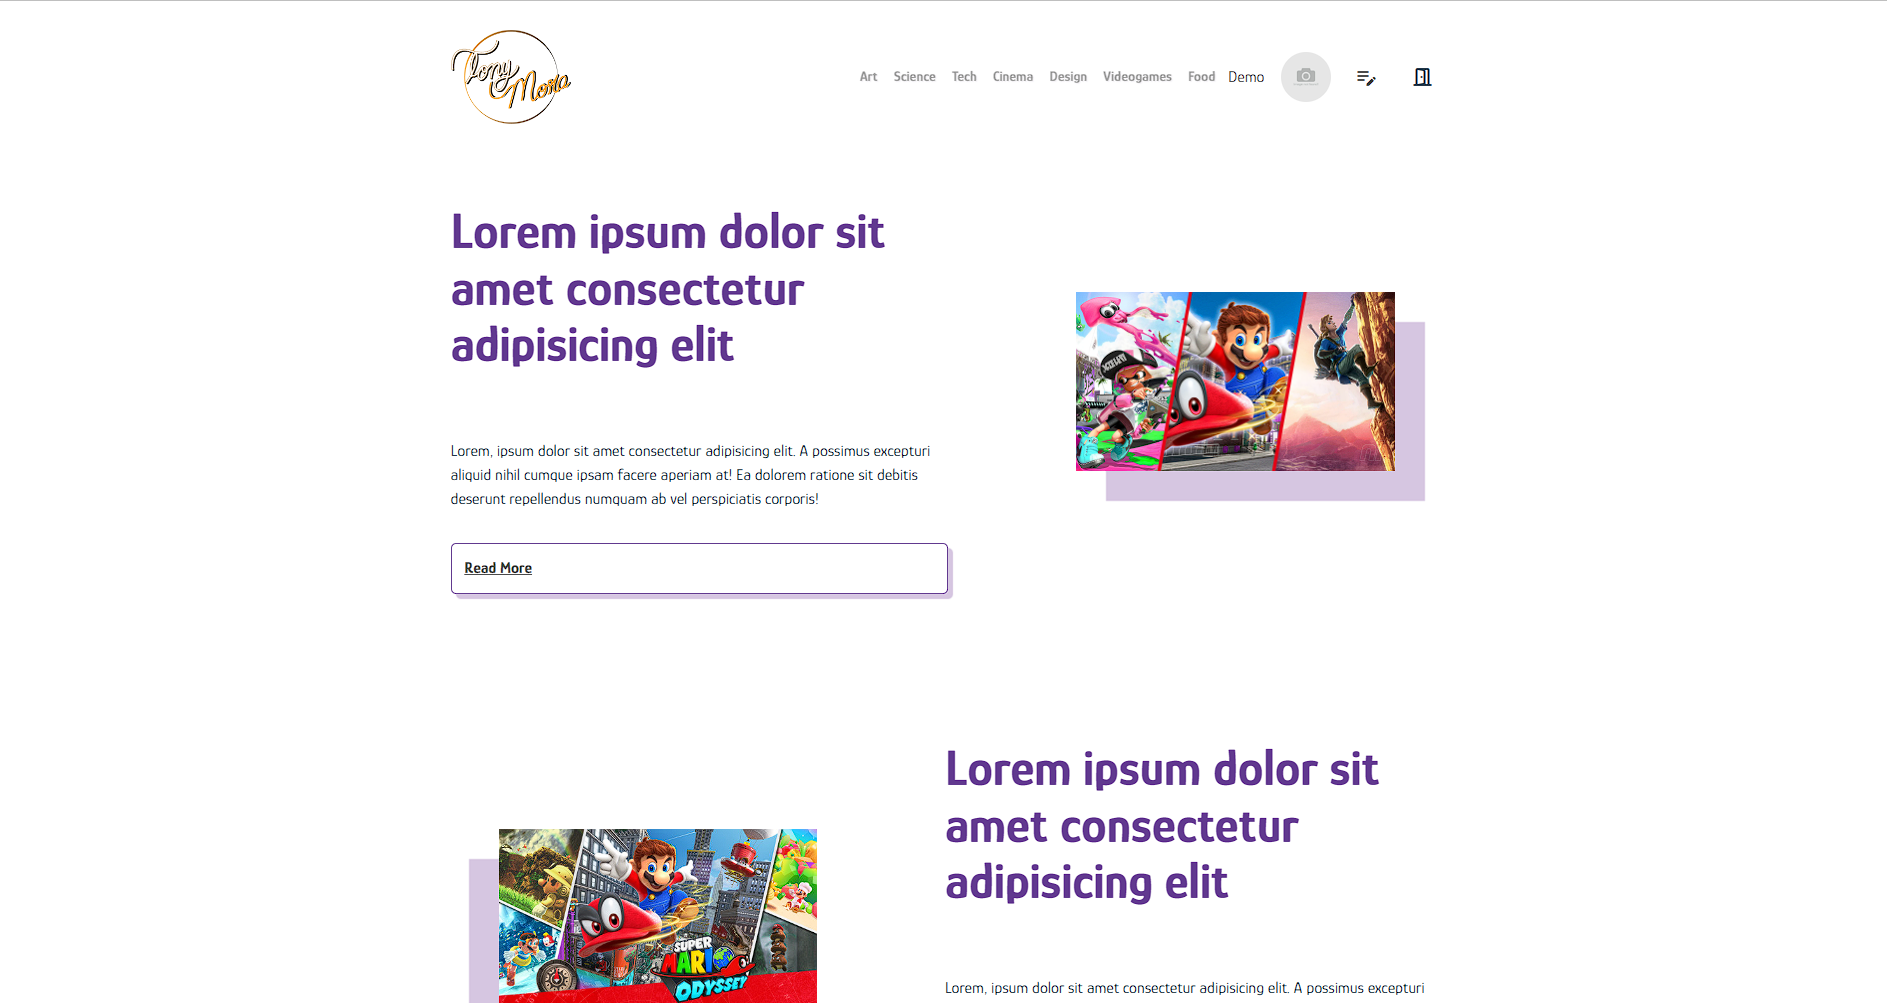 Tony Mora
Art Science Tech Cinema Design Videogames Food Demo
Lorem ipsum dolor sit
amet consectetur
adipisicing elit
Lorem, ipsum dolor sit amet consectetur adipisicing elit. A possimus excepturi
aliquid nihil cumque ipsam facere aperiam at! Ea dolorem ratione sit debitis
deserunt repellendus numquam ab vel perspiciatis corporis!
Read More
Lorem ipsum dolor sit
amet consectetur
adipisicing elit
SUPER
MARIO
ODYSSEY
Lorem, ipsum dolor sit amet consectetur adipisicing elit. A possimus excepturi